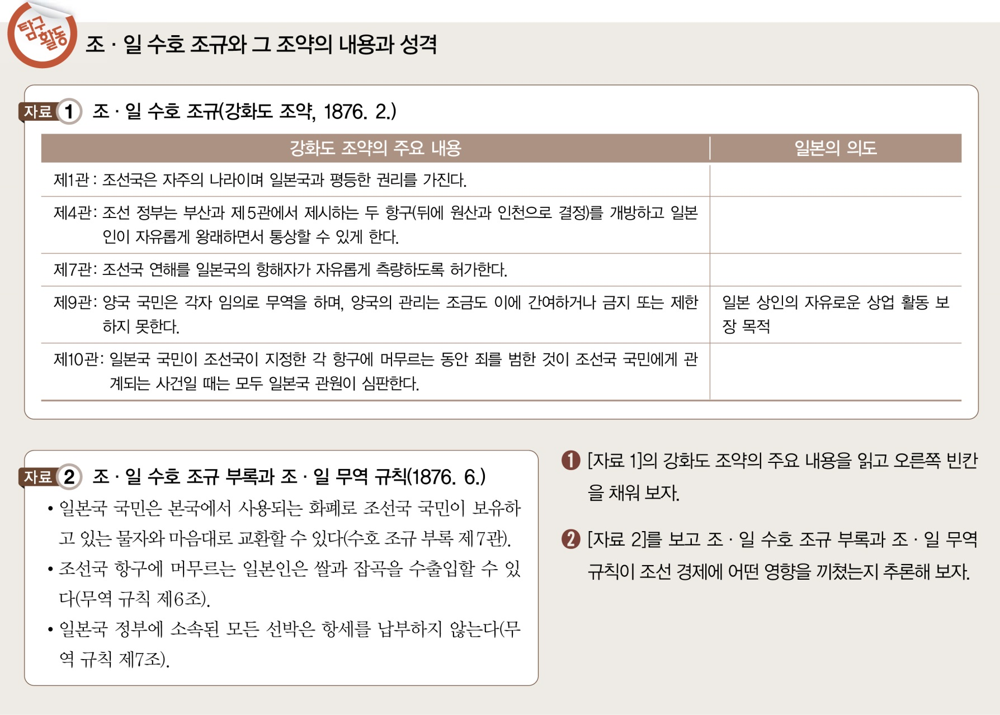 탐구
활동
조 · 일 수호 조규와 그 조약의 내용과 성격
자료 1 조 · 일 수호 조규(강화도 조약, 1876. 2.)
강화도 조약의 주요 내용 일본의 의도
제1관 : 조선국은 자주의 나라이며 일본국과 평등한 권리를 가진다.
제4관 : 조선 정부는 부산과 제5관에서 제시하는 두 항구(뒤에 원산과 인천으로 결정)를 개방하고 일본
인이 자유롭게 왕래하면서 통상할 수 있게 한다.
제7관 : 조선국 연해를 일본국의 항해자가 자유롭게 측량하도록 허가한다.
제9관 : 양국 국민은 각자 임의로 무역을 하며, 양국의 관리는 조금도 이에 간여하거나 금지 또는 제한
하지 못한다.
일본 상인의 자유로운 상업 활동 보
장 목적
제10관 : 일본국 국민이 조선국이 지정한 각 항구에 머무르는 동안 죄를 범한 것이 조선국 국민에게 관
계되는 사건일 때는 모두 일본국 관원이 심판한다.
자료 2 조 · 일 수호 조규 부록과 조 · 일 무역 규칙(1876. 6.)
• 일본국 국민은 본국에서 사용되는 화폐로 조선국 국민이 보유하
고 있는 물자와 마음대로 교환할 수 있다(수호 조규 부록 제7관).
• 조선국 항구에 머무르는 일본인은 쌀과 잡곡을 수출입할 수 있
다(무역 규칙 제6조).
• 일본국 정부에 소속된 모든 선박은 항세를 납부하지 않는다(무
역 규칙 제7조).
1 [자료 1]의 강화도 조약의 주요 내용을 읽고 오른쪽 빈칸
을 채워 보자.
2 [자료 2]를 보고 조 · 일 수호 조규 부록과 조 · 일 무역
규칙이 조선 경제에 어떤 영향을 끼쳤는지 추론해 보자.